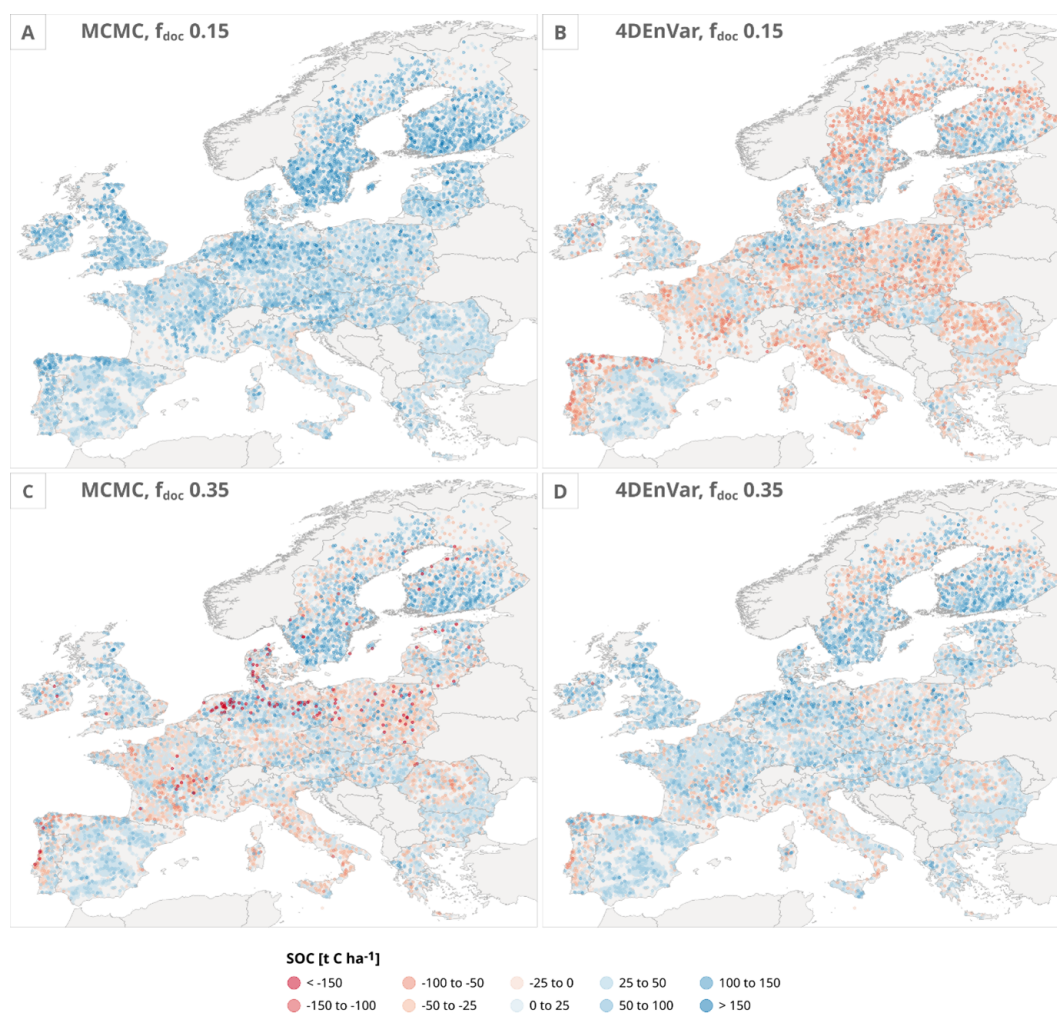 A MCMC, fdoc 0.15
B 4DEnVar, fdoc 0.15
C MCMC, fdoc 0.35
D 4DEnVar, fdoc 0.35
SOC [t C ha-1]
< -150 -100 to -50 -25 to 0 25 to 50 100 to 150
-150 to -100 -50 to -25 0 to 25 50 to 100 > 150